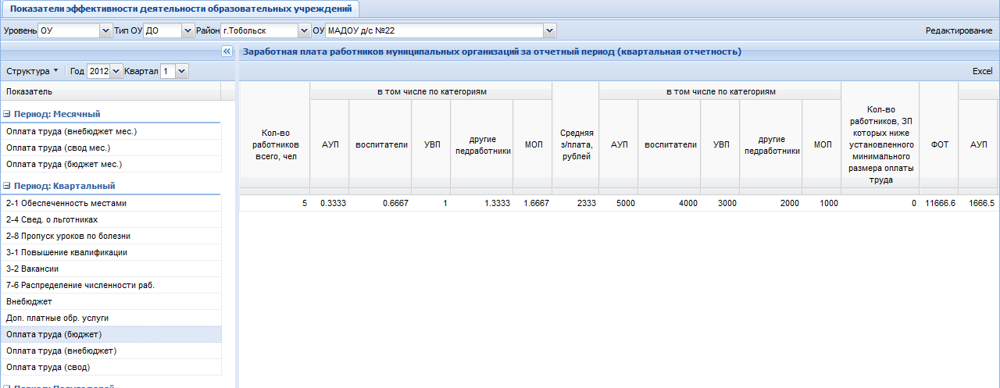 Показатели эффективности деятельности образовательных учреждений
Уровень ОУ Тип ОУ ДО Район г.Тобольск ОУ МАДОУ д/с №22 Редактирование
Заработная плата работников муниципальных организаций за отчетный период (квартальная отчетность)
Структура Год 2012 Квартал 1
Excel
Показатель
Период: Месячный
Оплата труда (внебюджет мес.)
Оплата труда (свод мес.)
Оплата труда (бюджет мес.)
Период: Квартальный
2-1 Обеспеченность местами
2-4 Свед. о льготниках
2-8 Пропуск уроков по болезни
3-1 Повышение квалификации
3-2 Вакансии
7-6 Распределение численности раб.
Внебюджет
Доп. платные обр. услуги
Оплата труда (бюджет)
Оплата труда (внебюджет)
Оплата труда (свод)
Кол-во
работников
всего, чел
в том числе по категориям
АУП
воспитатели
УВП
другие
педработники
МОП
Средняя
з/плата,
рублей
в том числе по категориям
АУП
воспитатели
УВП
другие
педработники
МОП
Кол-во
работников, ЗП
которых ниже
установленного
минимального
размера оплаты
труда
ФОТ
АУП
5 0.3333 0.6667 1 1.3333 1.6667 2333 5000 4000 3000 2000 1000 0 11666.6 1666.5